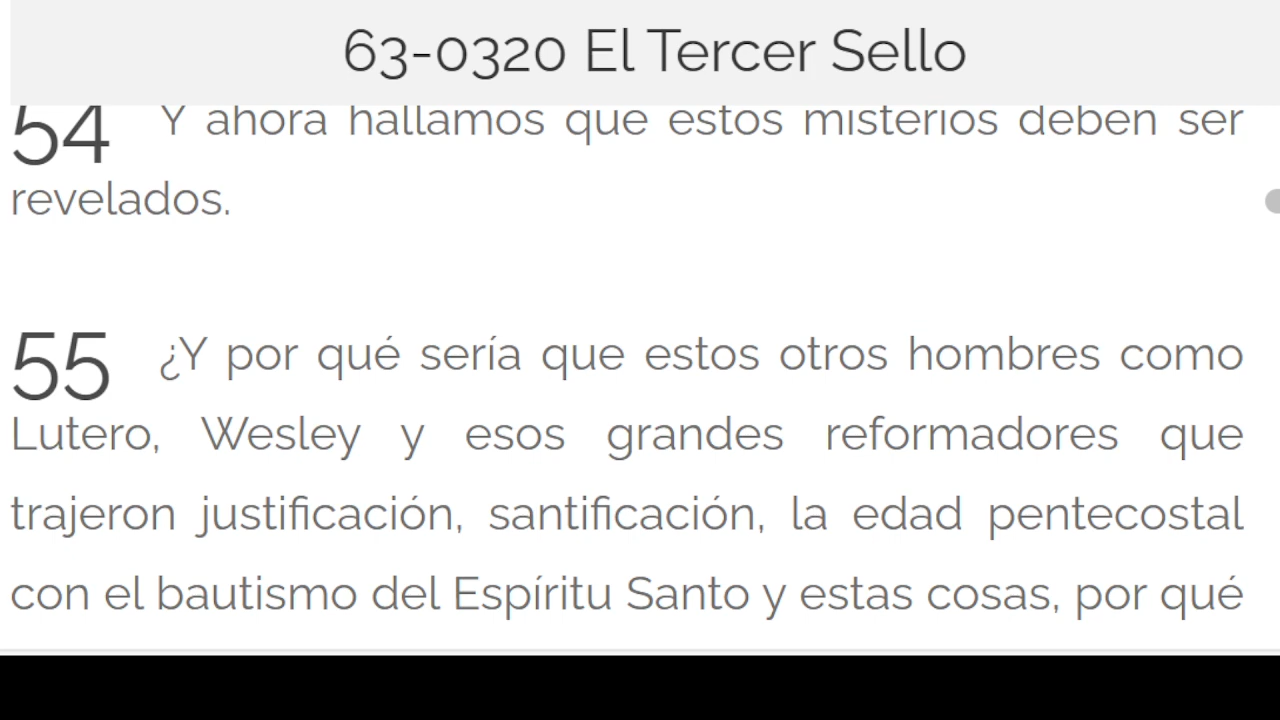 63-0320 El Tercer Sello
54 Y ahora hallamos que estos misterios deben ser
revelados.
55 ¿Y por qué sería que estos otros hombres como
Lutero, Wesley y esos grandes reformadores que
trajeron justificación, santificación, la edad pentecostal
con el bautismo del Espíritu Santo y estas cosas, por qué